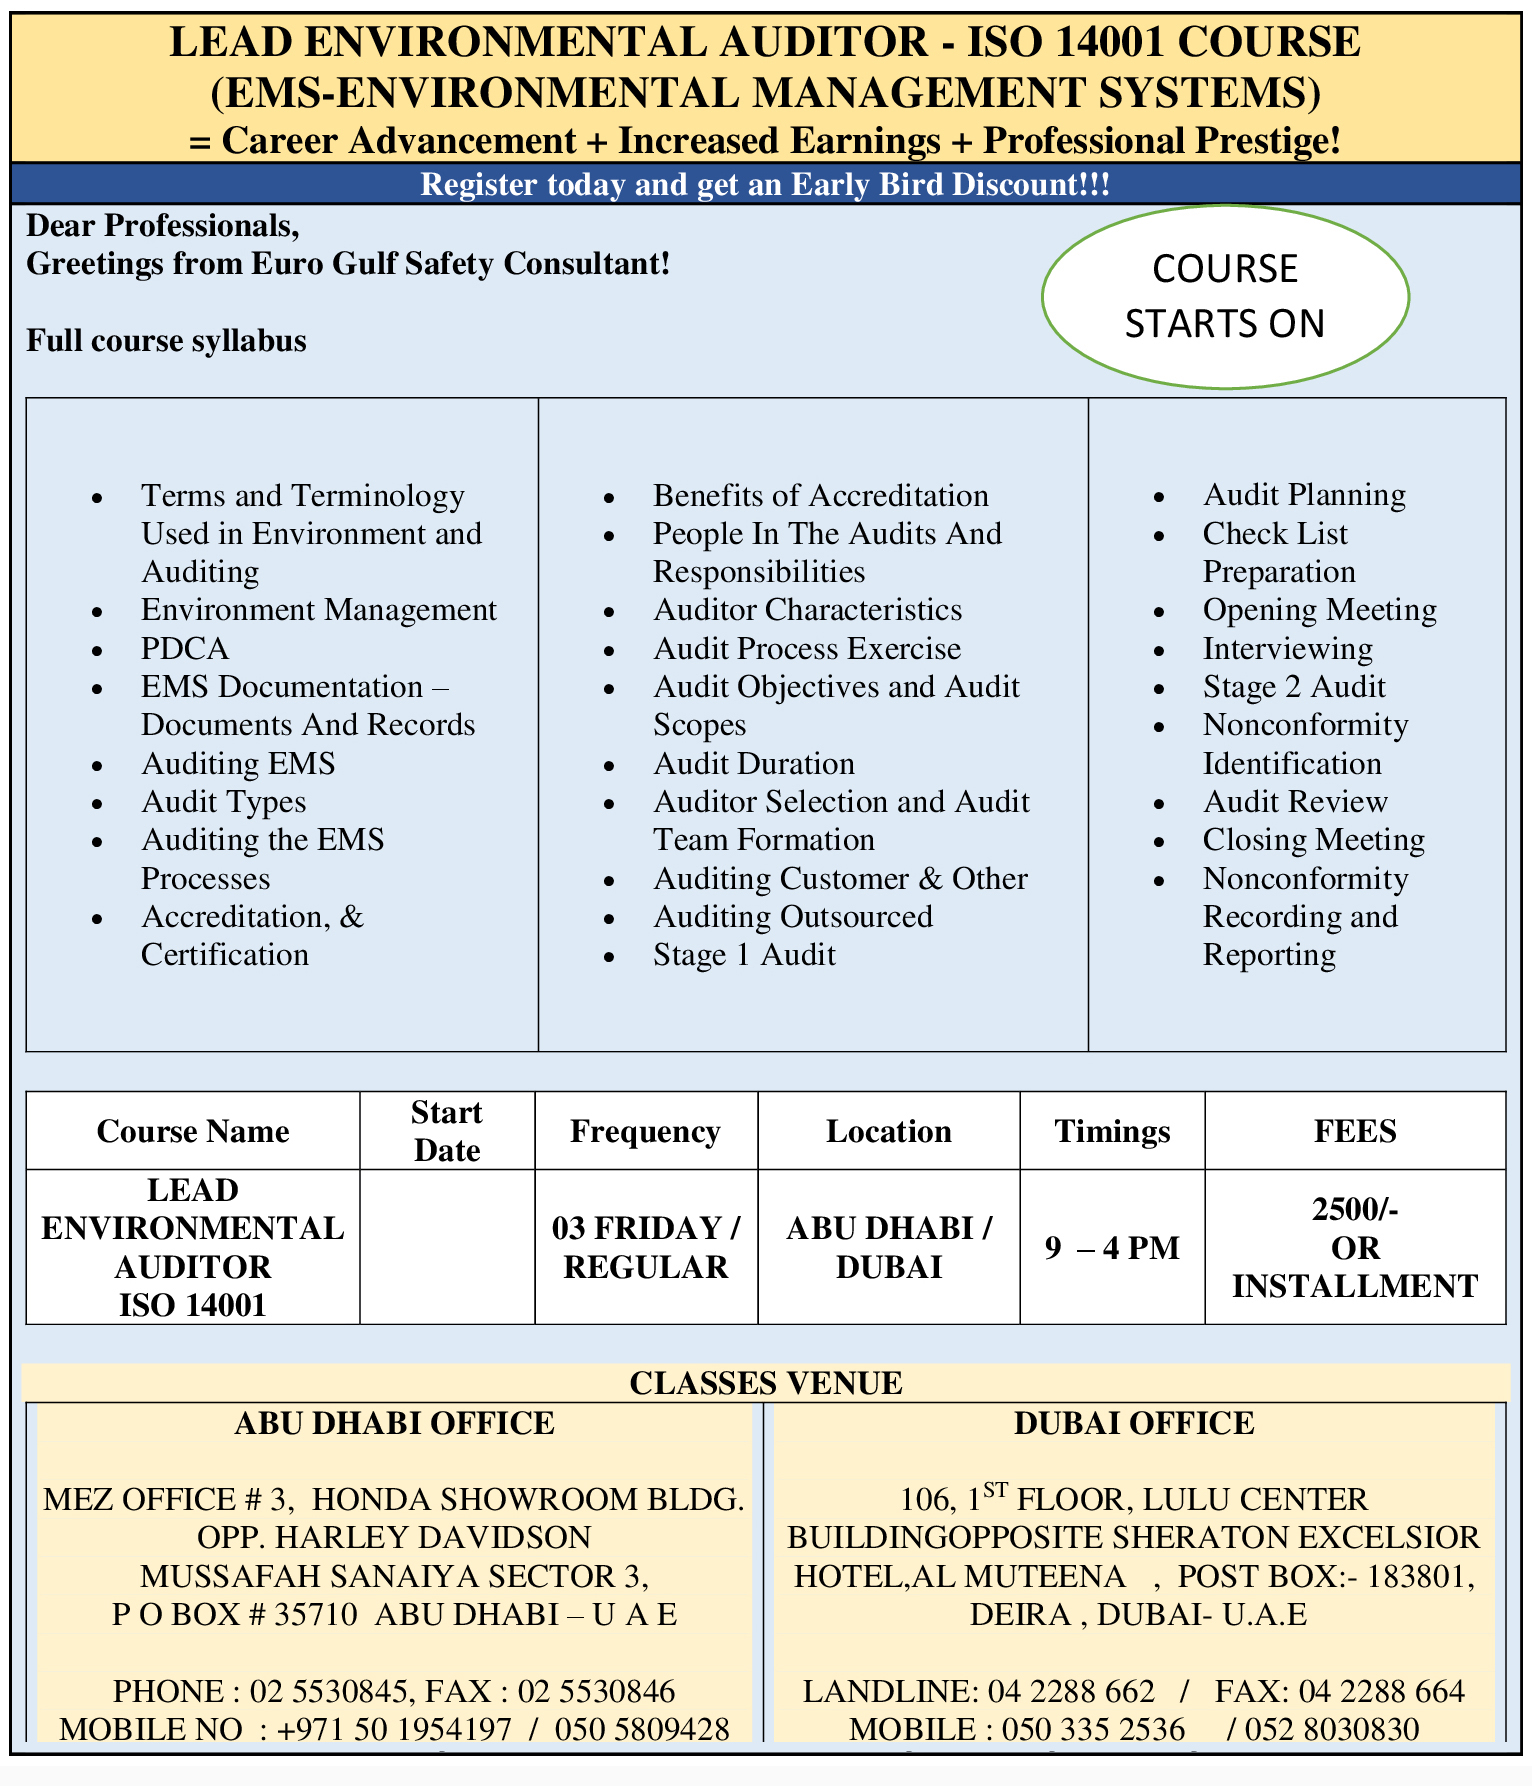 LEAD ENVIRONMENTAL AUDITOR - ISO 14001 COURSE
(EMS-ENVIRONMENTAL MANAGEMENT SYSTEMS)
= Career Advancement + Increased Earnings + Professional Prestige!
Register today and get an Early Bird Discount!!!
Dear Professionals,
Greetings from Euro Gulf Safety Consultant!
COURSE
STARTS ON
Full course syllabus
• Terms and Terminology
Used in Environment and
Auditing
• Environment Management
• PDCA
• EMS Documentation –
Documents And Records
• Auditing EMS
• Audit Types
• Auditing the EMS
Processes
• Accreditation, &
Certification
• Benefits of Accreditation
• People In The Audits And
Responsibilities
• Auditor Characteristics
• Audit Process Exercise
• Audit Objectives and Audit
Scopes
• Audit Duration
• Auditor Selection and Audit
Team Formation
• Auditing Customer & Other
• Auditing Outsourced
• Stage 1 Audit
• Audit Planning
• Check List
Preparation
• Opening Meeting
• Interviewing
• Stage 2 Audit
• Nonconformity
Identification
• Audit Review
• Closing Meeting
• Nonconformity
Recording and
Reporting
Course Name
Start
Date
Frequency
Location
Timings
FEES
LEAD
ENVIRONMENTAL
AUDITOR
ISO 14001
03 FRIDAY /
REGULAR
ABU DHABI /
DUBAI
9 – 4 PM
2500/-
OR
INSTALLMENT
CLASSES VENUE
ABU DHABI OFFICE
MEZ OFFICE # 3, HONDA SHOWROOM BLDG.
OPP. HARLEY DAVIDSON
MUSSAFAH SANAIYA SECTOR 3,
P O BOX # 35710 ABU DHABI – U A E
PHONE : 02 5530845, FAX : 02 5530846
MOBILE NO : +971 50 1954197 / 050 5809428
DUBAI OFFICE
106, 1ST FLOOR, LULU CENTER
BUILDINGOPPOSITE SHERATON EXCELSIOR
HOTEL,AL MUTEENA , POST BOX:- 183801,
DEIRA , DUBAI- U.A.E
LANDLINE: 04 2288 662 / FAX: 04 2288 664
MOBILE : 050 335 2536 / 052 8030830